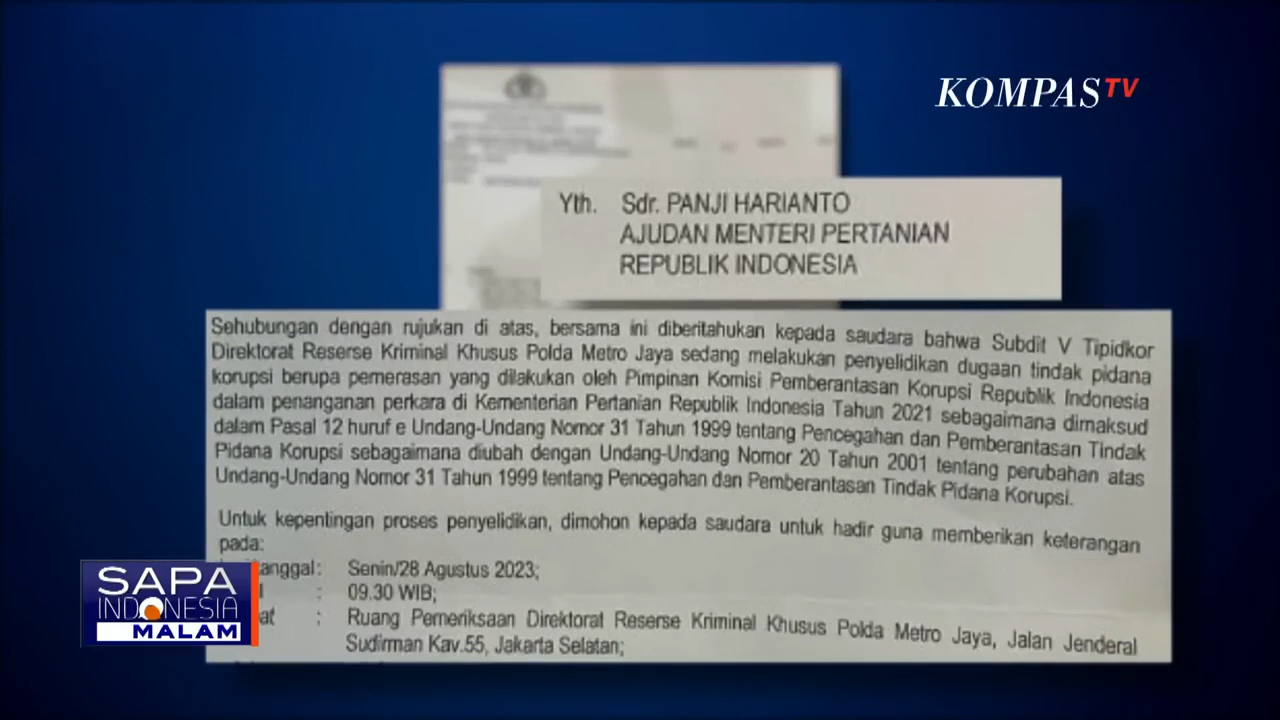 KOMPAS TV
Yth. Sdr. PANJI HARIANTO
AJUDAN MENTERI PERTANIAN
REPUBLIK INDONESIA
Sehubungan dengan rujukan di atas, bersama ini diberitahukan kepada saudara bahwa Subdit V Tipidkor
Direktorat Reserse Kriminal Khusus Polda Metro Jaya sedang melakukan penyelidikan dugaan tindak pidana
korupsi berupa pemerasan yang dilakukan oleh Pimpinan Komisi Pemberantasan Korupsi Republik Indonesia
dalam penanganan perkara di Kementerian Pertanian Republik Indonesia Tahun 2021 sebagaimana dimaksud
dalam Pasal 12 huruf e Undang-Undang Nomor 31 Tahun 1999 tentang Pencegahan dan Pemberantasan Tindak
Pidana Korupsi sebagaimana diubah dengan Undang-Undang Nomor 20 Tahun 2001 tentang perubahan atas
Undang-Undang Nomor 31 Tahun 1999 tentang Pencegahan dan Pemberantasan Tindak Pidana Korupsi.
Untuk kepentingan proses penyelidikan, dimohon kepada saudara untuk hadir guna memberikan keterangan
pada:
anggal : Senin/28 Agustus 2023;
: 09.30 WIB;
at : Ruang Pemeriksaan Direktorat Reserse Kriminal Khusus Polda Metro Jaya, Jalan Jenderal
Sudirman Kav.55, Jakarta Selatan;
SAPA
INDONESIA
MALAM